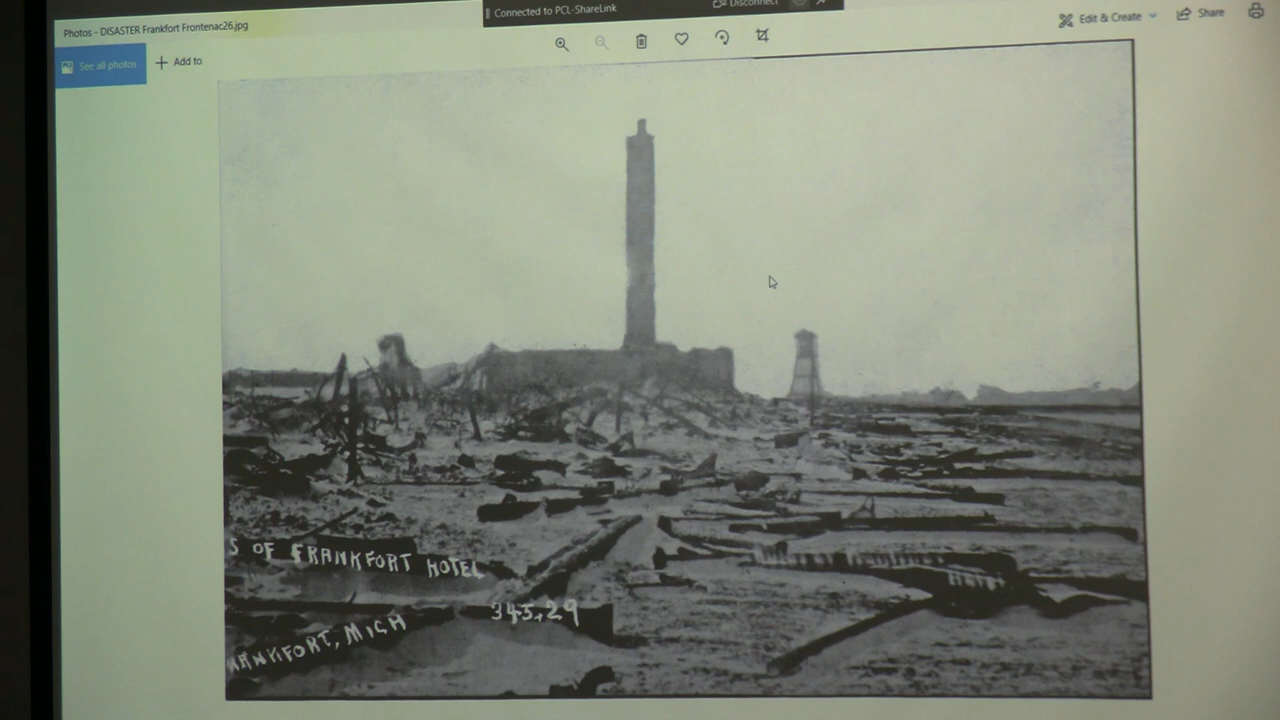 Connected to PCL-ShareLink
Disconnect
Photos - DISASTER Frankfort Frontenac26.jpg
See all photos
Add to
Edit & Create
Share
S OF FRANKFORT HOTEL
345.29
ANKFORT, MICH